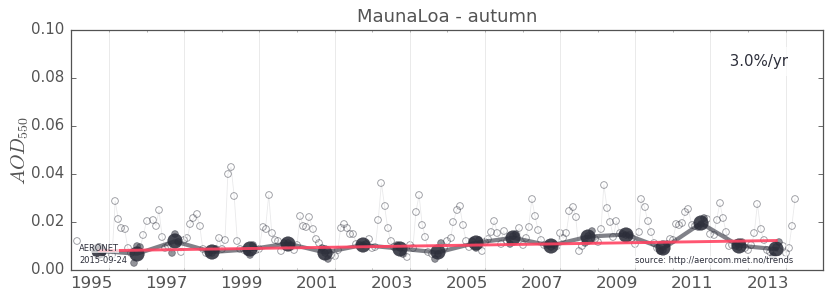 MaunaLoa - autumn
0.10
3.0%/yr
0.08
0.06
AOD550
0.04
0.02
AERONET
2015-09-24
source: http://aerocom.met.no/trends
0.00
1995 1997 1999 2001 2003 2005 2007 2009 2011 2013